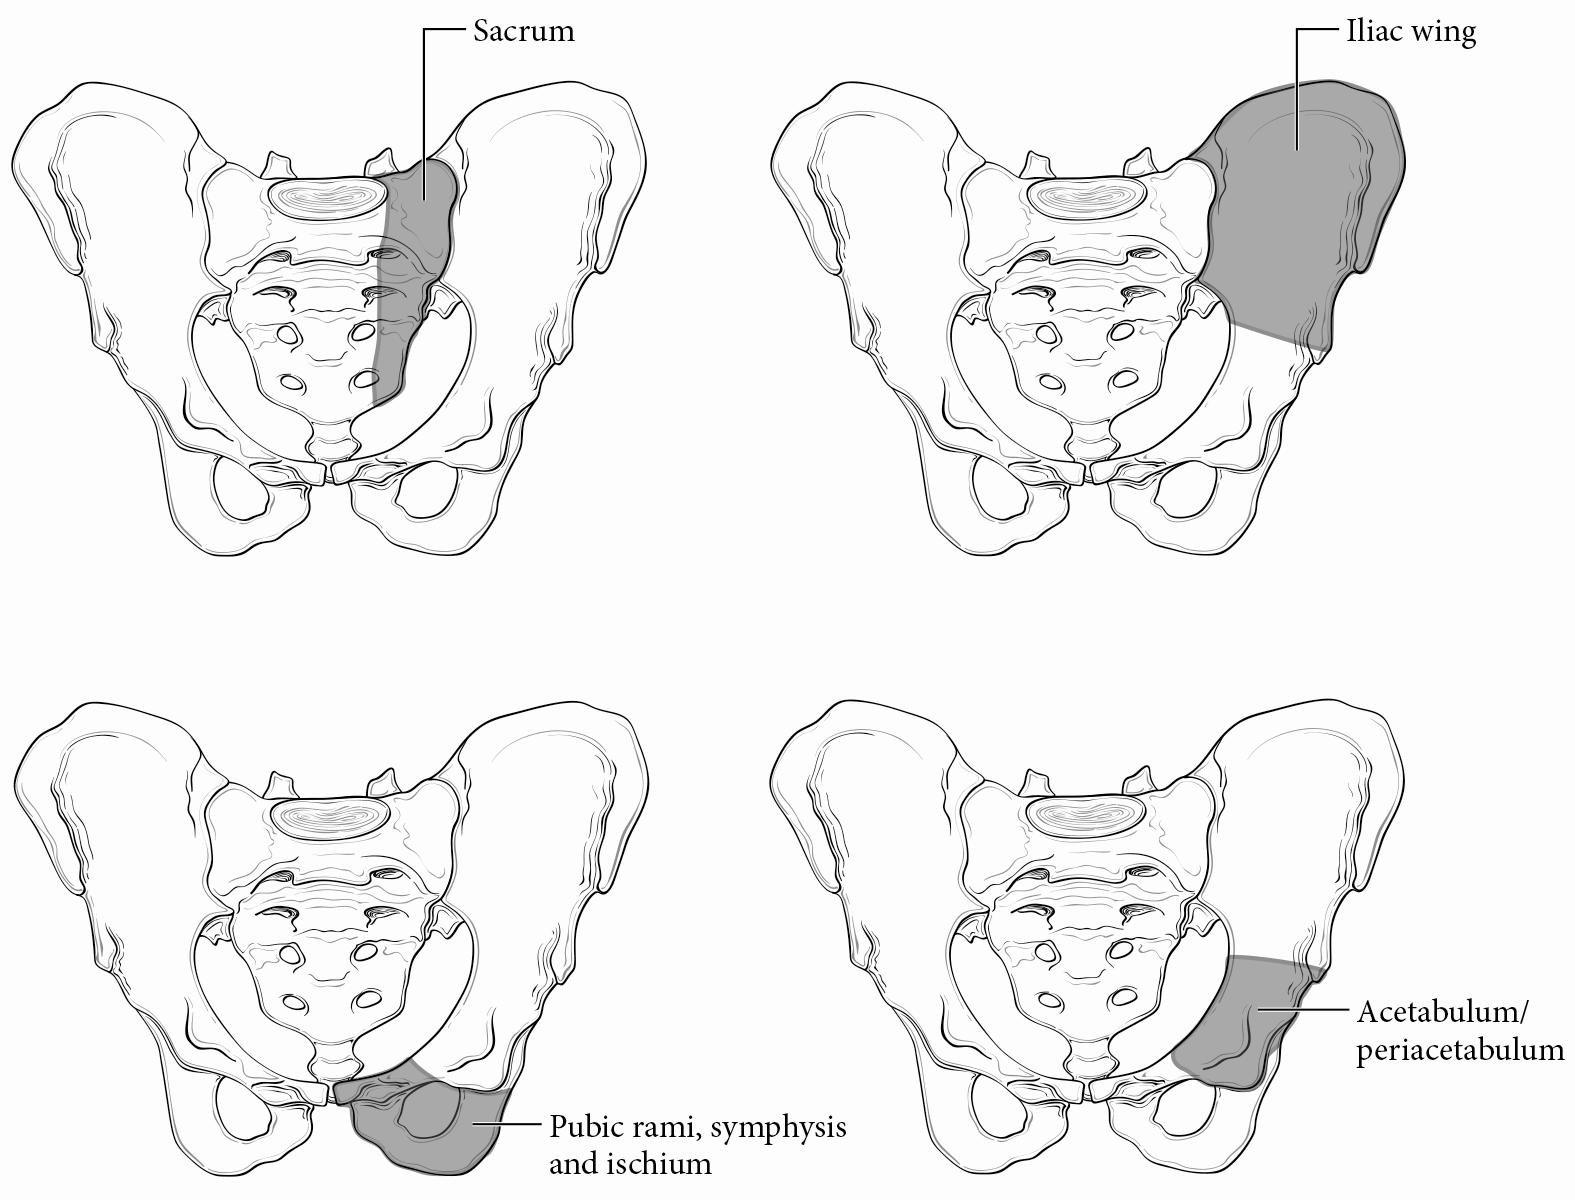 Sacrum
Iliac wing
Pubic rami, symphysis
and ischium
Acetabulum/
periacetabulum